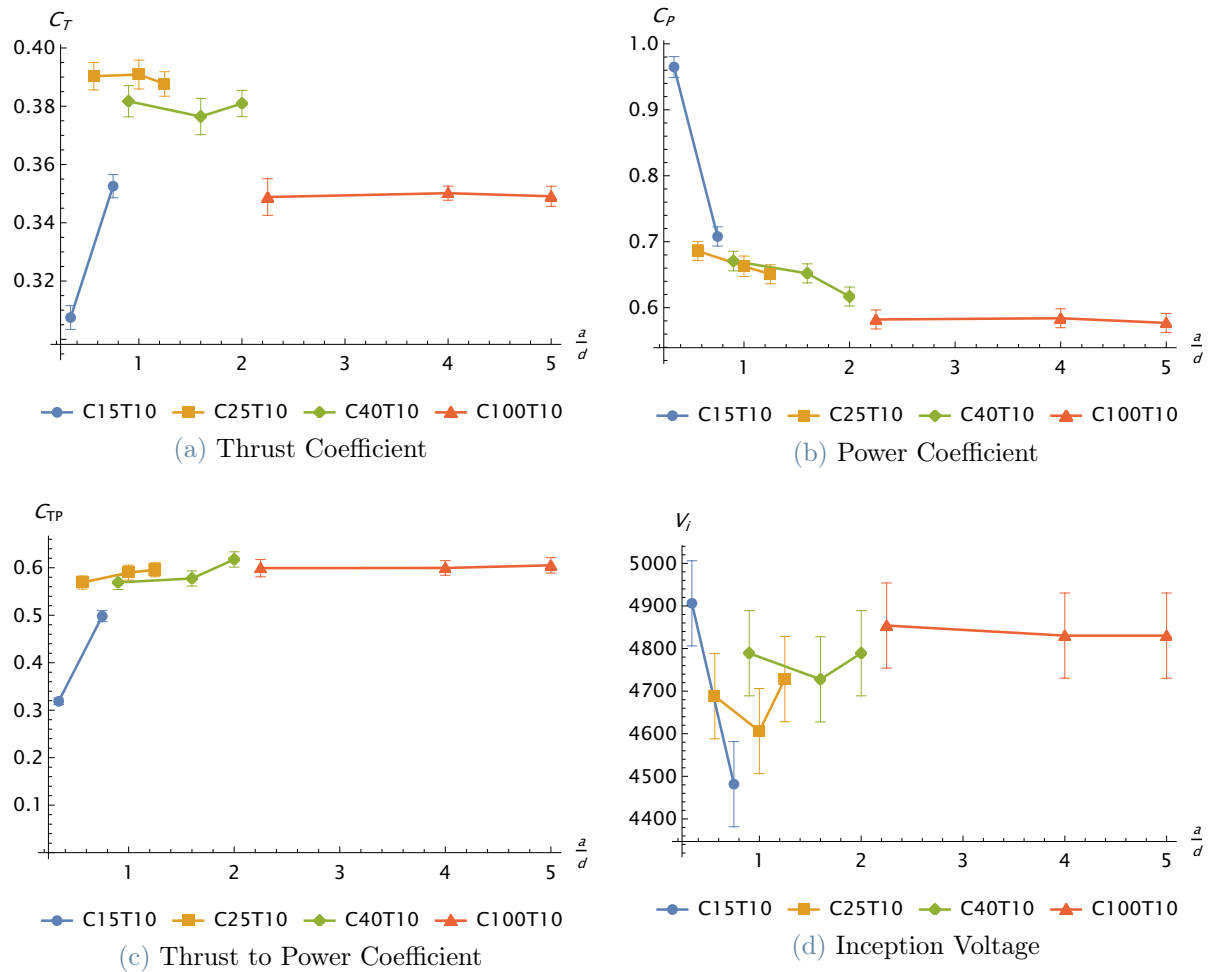 C_T
0.40
0.38
0.36
0.34
0.32
1 2 3 4 5
a/d
C15T10 C25T10 C40T10 C100T10
(a) Thrust Coefficient
C_P
1.0
0.9
0.8
0.7
0.6
1 2 3 4 5
a/d
C15T10 C25T10 C40T10 C100T10
(b) Power Coefficient
C_TP
0.6
0.5
0.4
0.3
0.2
0.1
1 2 3 4 5
a/d
C15T10 C25T10 C40T10 C100T10
(c) Thrust to Power Coefficient
V_i
5000
4900
4800
4700
4600
4500
4400
1 2 3 4 5
a/d
C15T10 C25T10 C40T10 C100T10
(d) Inception Voltage